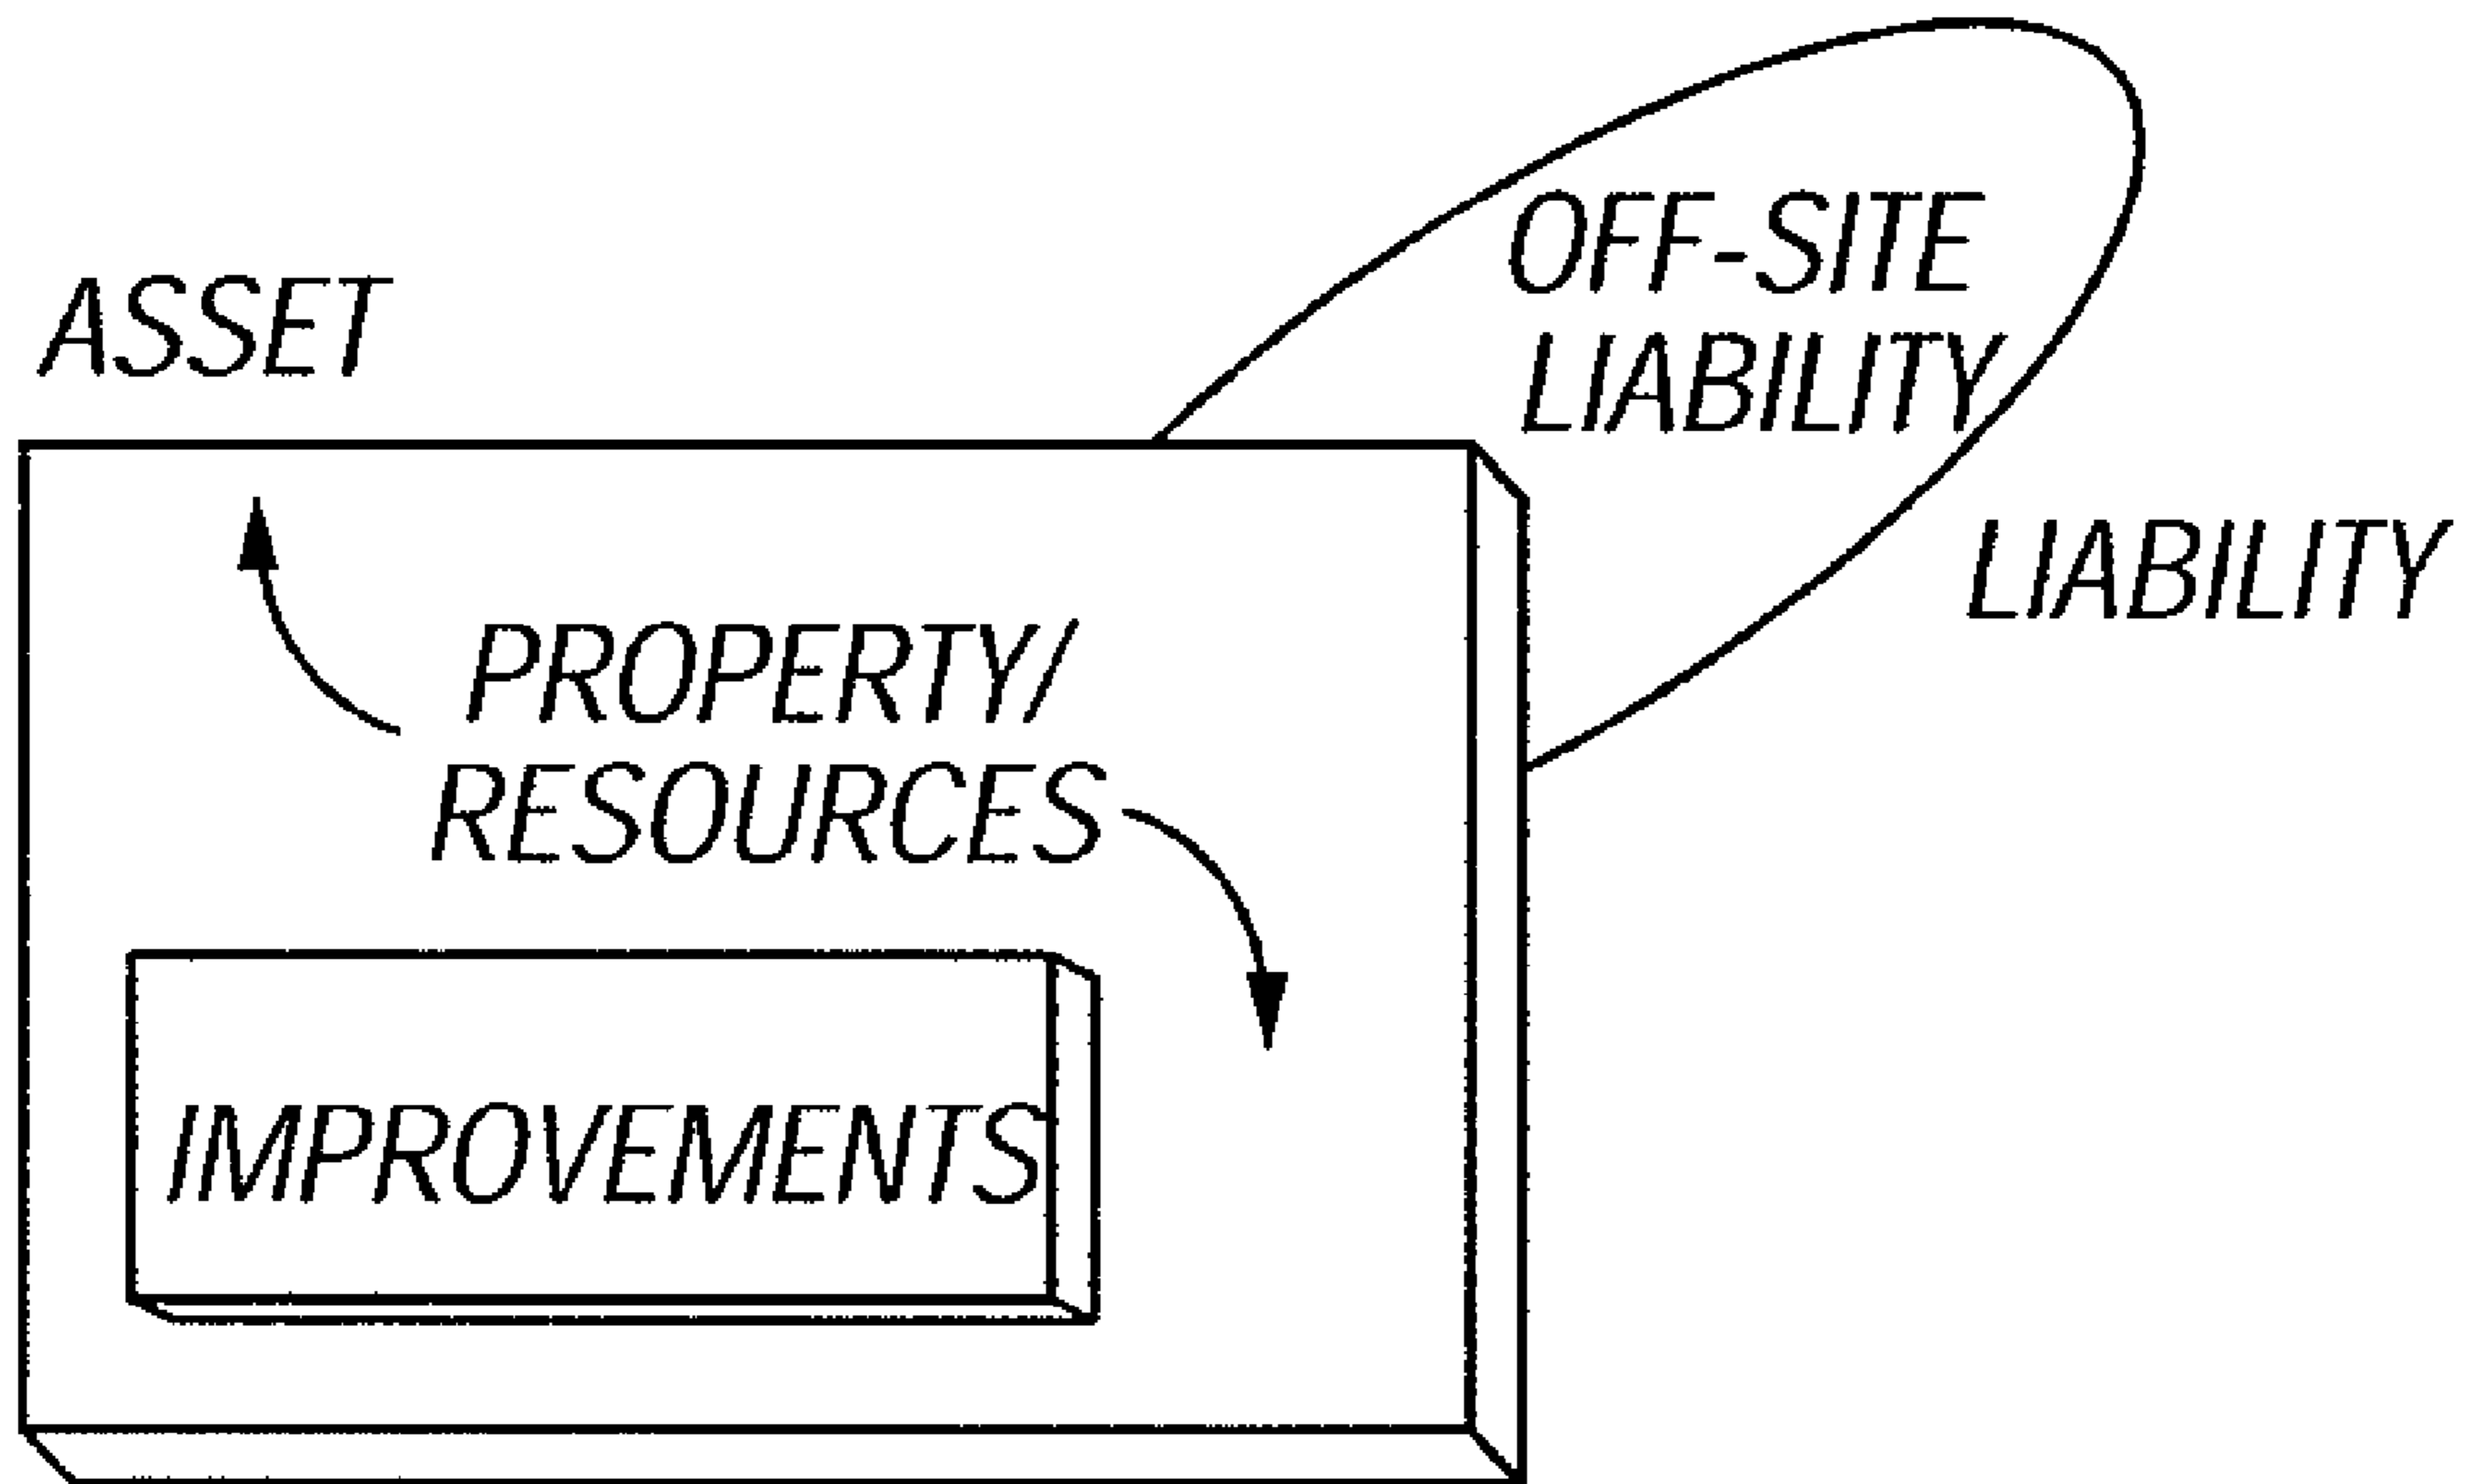 ASSET
OFF-SITE
LIABILITY
LIABILITY
PROPERTY/
RESOURCES
IMPROVEMENTS